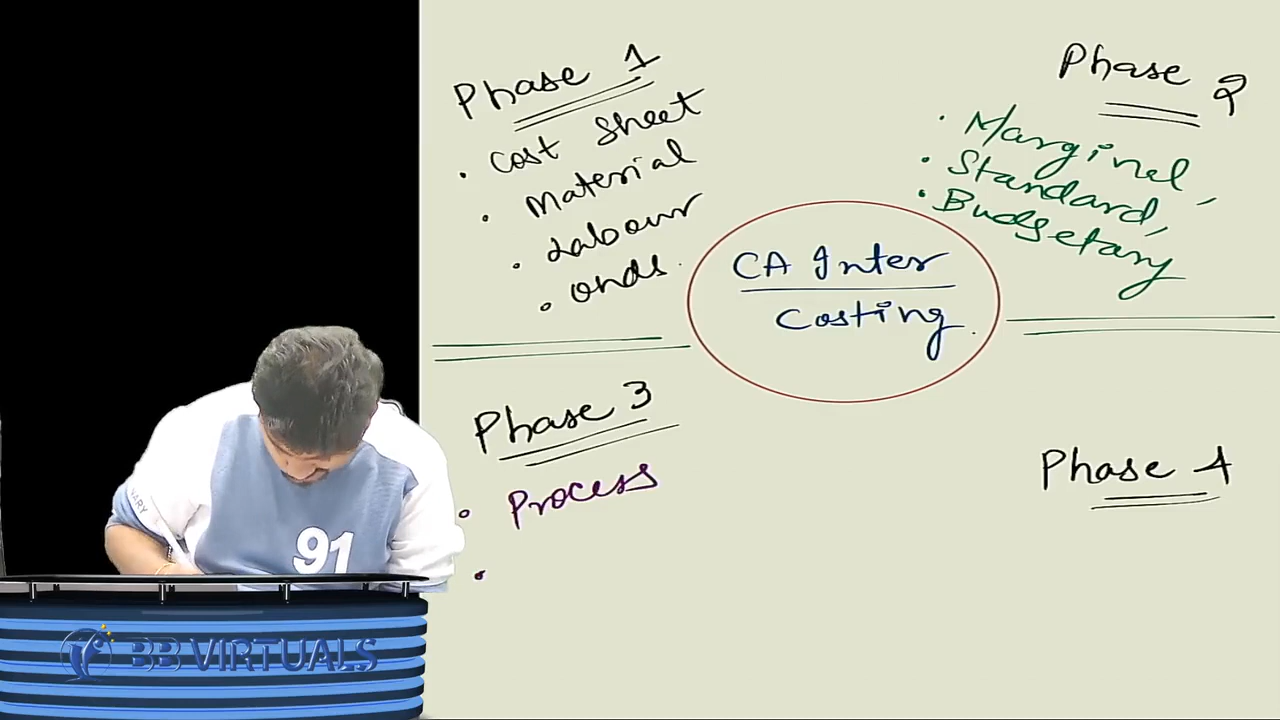 Phase 1
• Cost Sheet
• Material
• Labour
• OHDs.
Phase 2
• Marginal,
• Standard,
• Budgetary
CA Inter
Costing.
Phase 3
• Process
•
Phase 4
91
NARY
BB VIRTUALS